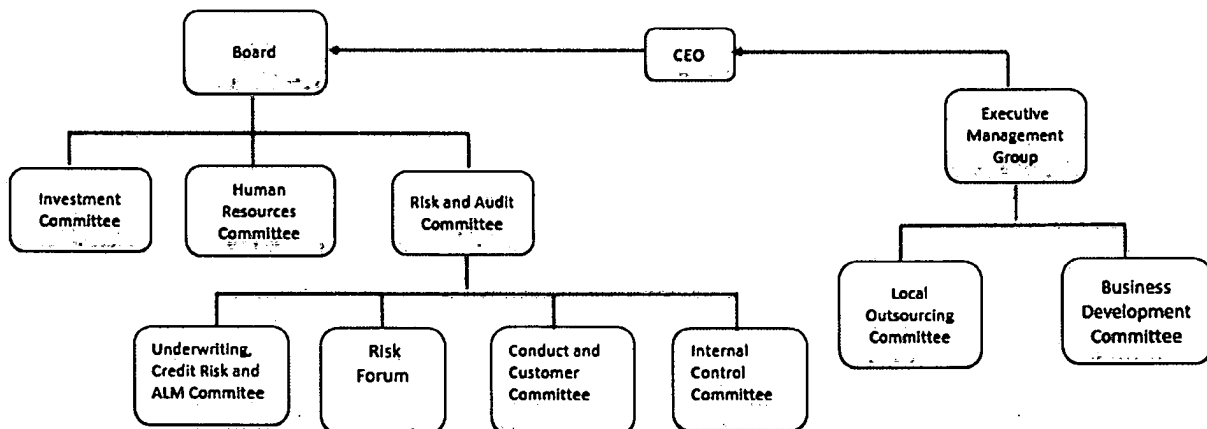 Board
CEO
Executive
Management
Group
Investment
Committee
Human
Resources
Committee
Risk and Audit
Committee
Local
Outsourcing
Committee
Business
Development
Committee
Underwriting,
Credit Risk and
ALM Commitee
Risk
Forum
Conduct and
Customer
Committee
Internal
Control
Committee